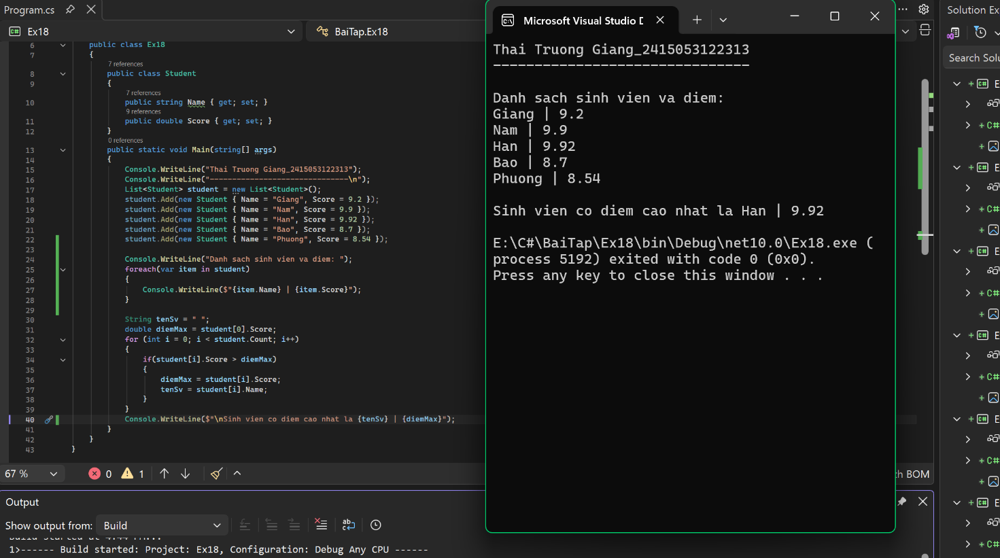 Program.cs
Ex18
BaiTap.Ex18
6 public class Ex18
7 {
7 references
8 public class Student
9 {
7 references
10 public string Name { get; set; }
9 references
11 public double Score { get; set; }
12 }
0 references
13 public static void Main(string[] args)
14 {
15 Console.WriteLine("Thai Truong Giang_2415053122313");
16 Console.WriteLine("-------------------------------\n");
17 List<Student> student = new List<Student>();
18 student.Add(new Student { Name = "Giang", Score = 9.2 });
19 student.Add(new Student { Name = "Nam", Score = 9.9 });
20 student.Add(new Student { Name = "Han", Score = 9.92 });
21 student.Add(new Student { Name = "Bao", Score = 8.7 });
22 student.Add(new Student { Name = "Phuong", Score = 8.54 });
23
24 Console.WriteLine("Danh sach sinh vien va diem: ");
25 foreach(var item in student)
26 {
27 Console.WriteLine($"{item.Name} | {item.Score}");
28 }
29
30 String tenSv = " ";
31 double diemMax = student[0].Score;
32 for (int i = 0; i < student.Count; i++)
33 {
34 if(student[i].Score > diemMax)
35 {
36 diemMax = student[i].Score;
37 tenSv = student[i].Name;
38 }
39 }
40 Console.WriteLine($"\nSinh vien co diem cao nhat la {tenSv} | {diemMax}");
41 }
42 }
43 }
67 %
0
1
Output
Show output from: Build
1>------ Build started: Project: Ex18, Configuration: Debug Any CPU ------
Microsoft Visual Studio D
Thai Truong Giang_2415053122313
-------------------------------
Danh sach sinh vien va diem:
Giang | 9.2
Nam | 9.9
Han | 9.92
Bao | 8.7
Phuong | 8.54
Sinh vien co diem cao nhat la Han | 9.92
E:\C#\BaiTap\Ex18\bin\Debug\net10.0\Ex18.exe (
process 5192) exited with code 0 (0x0).
Press any key to close this window . . .
BOM
Solution Ex
Search Solu
C# E
C#
C# E
C#
C# E
C#
C# E
C#
C# E
C#
C# E
C#